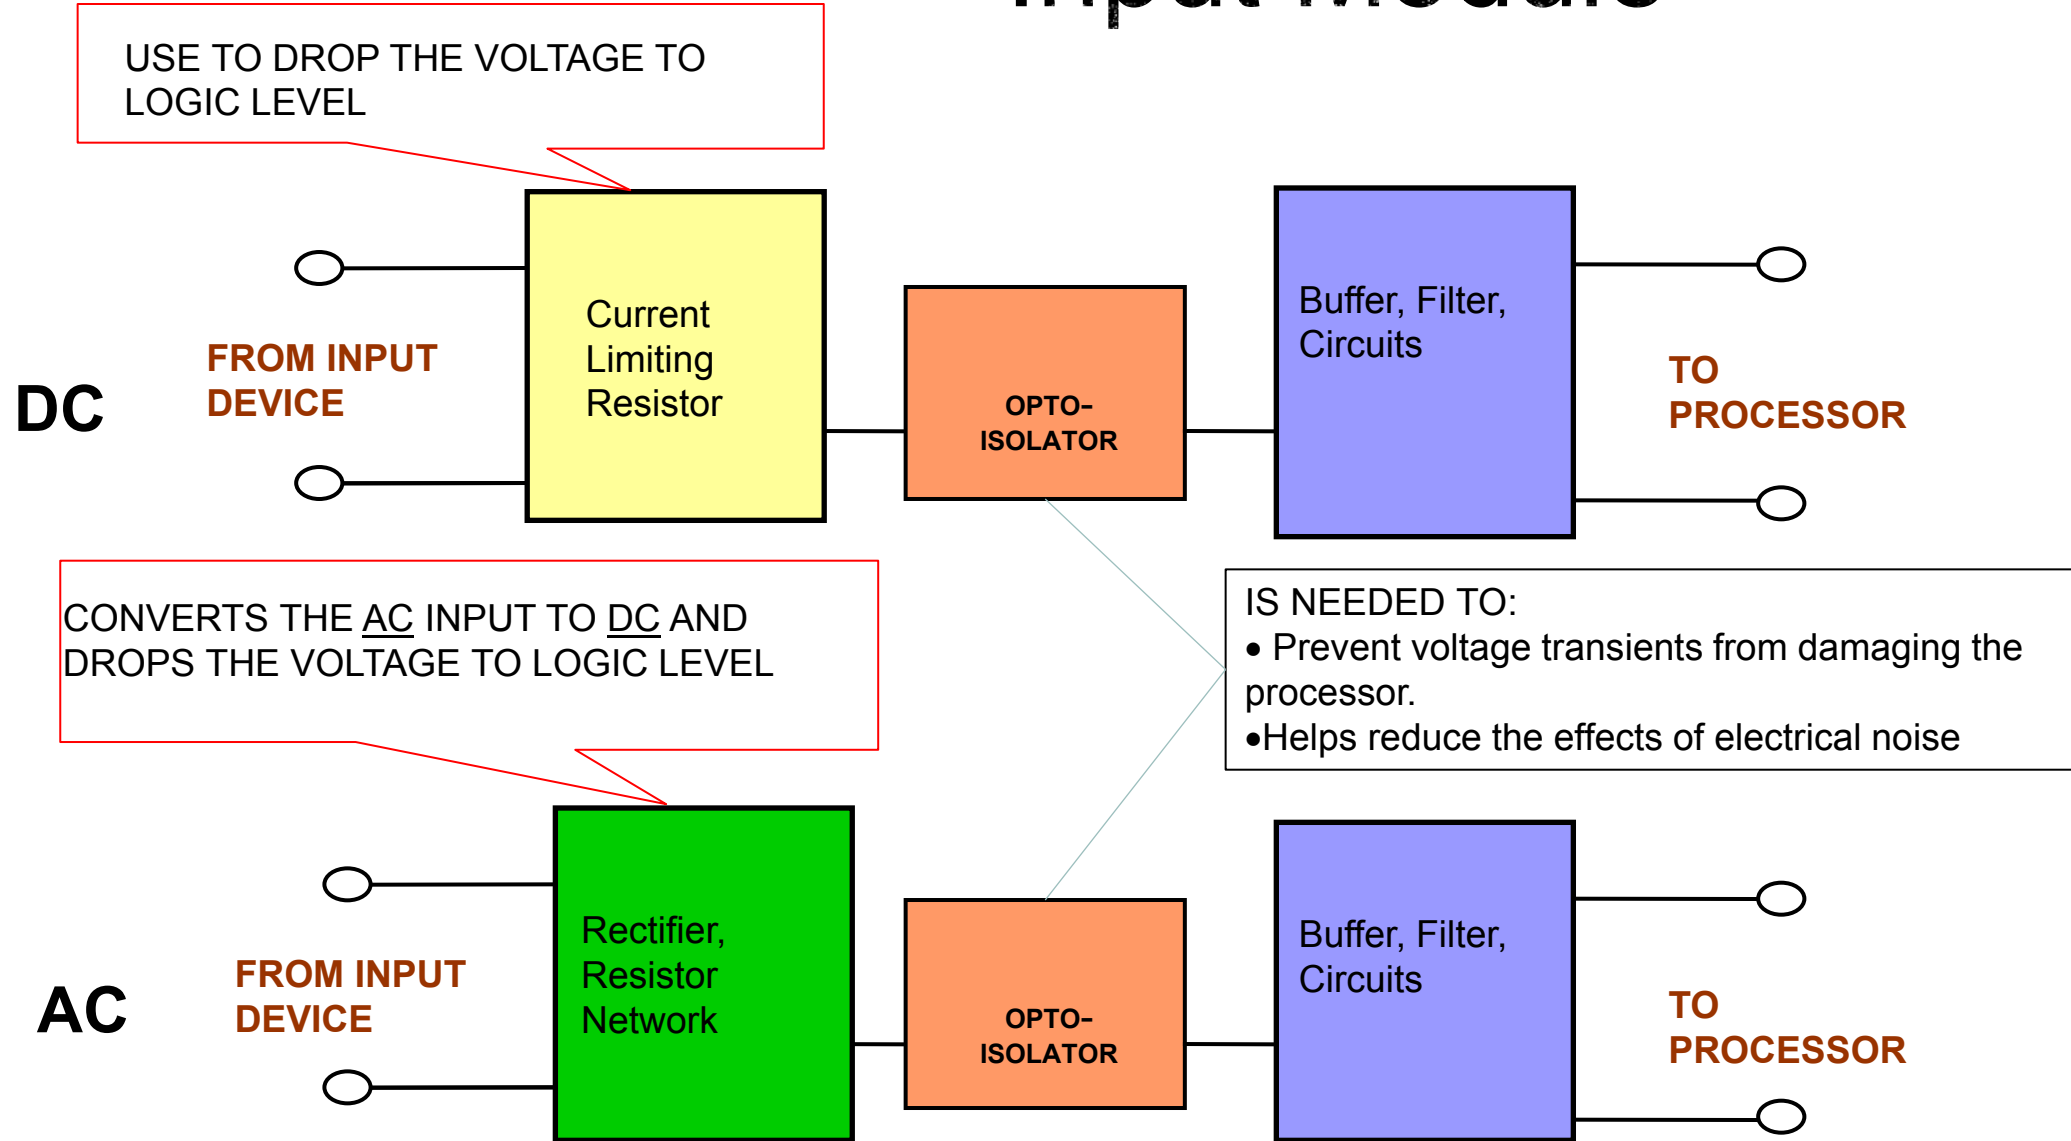 Input Module
USE TO DROP THE VOLTAGE TO
LOGIC LEVEL
Current
Limiting
Resistor
Buffer, Filter,
Circuits
FROM INPUT
DEVICE
DC
OPTO-
ISOLATOR
TO
PROCESSOR
CONVERTS THE AC INPUT TO DC AND
DROPS THE VOLTAGE TO LOGIC LEVEL
IS NEEDED TO:
• Prevent voltage transients from damaging the
processor.
•Helps reduce the effects of electrical noise
Rectifier,
Resistor
Network
Buffer, Filter,
Circuits
FROM INPUT
DEVICE
AC
OPTO-
ISOLATOR
TO
PROCESSOR